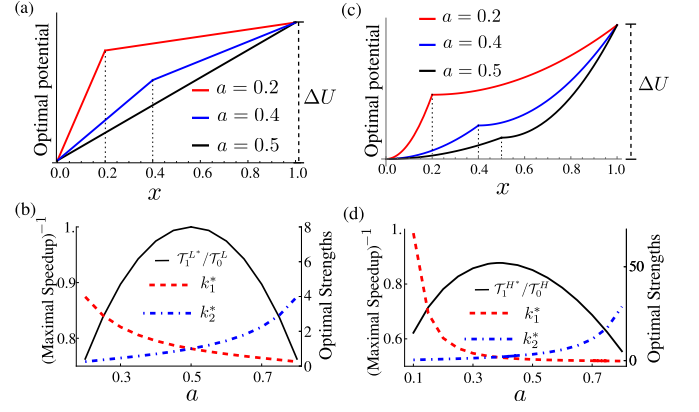 (a)
Optimal potential
a = 0.2
a = 0.4
a = 0.5
ΔU
0.0 0.2 0.4 0.6 0.8 1.0
x
(c)
Optimal potential
a = 0.2
a = 0.4
a = 0.5
ΔU
0.0 0.2 0.4 0.6 0.8 1.0
x
(b)
(Maximal Speedup)⁻¹
1.
0.9
0.8
𝒯₁ᴸ*/𝒯₀ᴸ
k₁*
k₂*
8
6
4
2
0
Optimal Strengths
0.3 0.5 0.7
a
(d)
(Maximal Speedup)⁻¹
1.
0.8
0.6
𝒯₁ᴴ*/𝒯₀ᴴ
k₁*
k₂*
50
0
Optimal Strengths
0.1 0.3 0.5 0.7
a